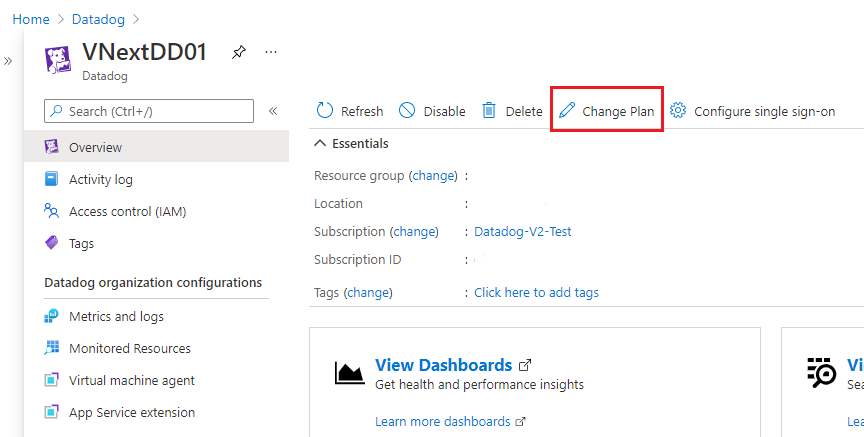 Home > Datadog >
VNextDD01
Datadog
Search (Ctrl+/)
Overview
Activity log
Access control (IAM)
Tags
Datadog organization configurations
Metrics and logs
Monitored Resources
Virtual machine agent
App Service extension
Refresh Disable Delete Change Plan Configure single sign-on
Essentials
Resource group (change) :
Location :
Subscription (change) : Datadog-V2-Test
Subscription ID :
Tags (change) : Click here to add tags
View Dashboards
Get health and performance insights
Learn more dashboards